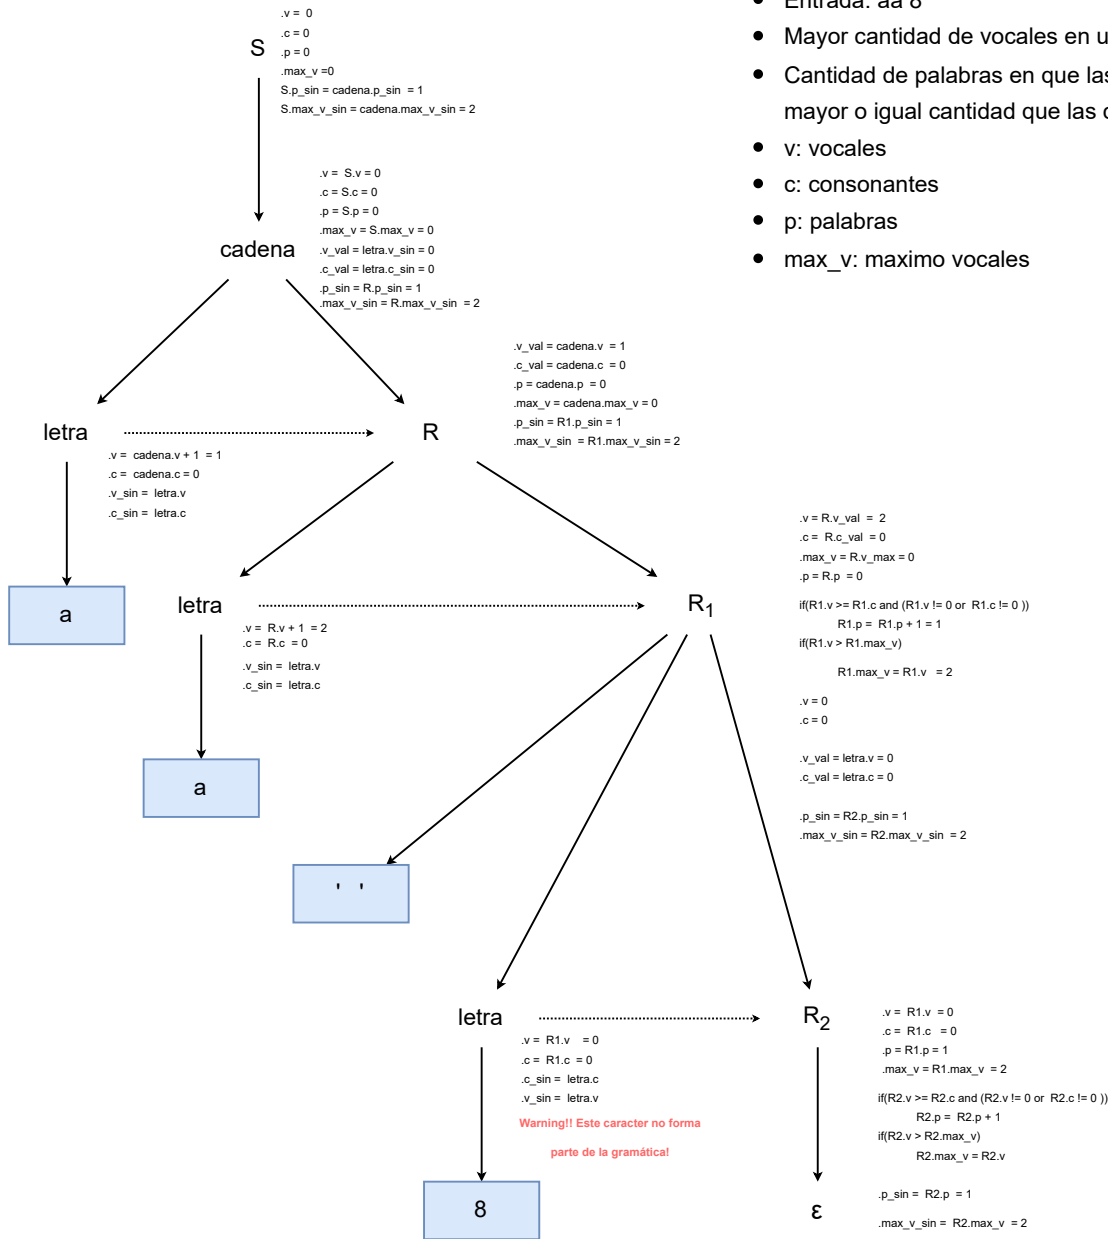 .v = 0
.c = 0
S
.p = 0
.max_v =0
S.p_sin = cadena.p_sin = 1
S.max_v_sin = cadena.max_v_sin = 2
Entrada: aa 8
Mayor cantidad de vocales en u
Cantidad de palabras en que las
mayor o igual cantidad que las
v: vocales
c: consonantes
p: palabras
max_v: maximo vocales
.v = S.v = 0
.c = S.c = 0
.p = S.p = 0
.max_v = S.max_v = 0
cadena
.v_val = letra.v_sin = 0
.c_val = letra.c_sin = 0
.p_sin = R.p_sin = 1
.max_v_sin = R.max_v_sin = 2
.v_val = cadena.v = 1
.c_val = cadena.c = 0
.p = cadena.p = 0
.max_v = cadena.max_v = 0
.p_sin = R1.p_sin = 1
.max_v_sin = R1.max_v_sin = 2
letra
R
.v = cadena.v + 1 = 1
.c = cadena.c = 0
.v_sin = letra.v
.c_sin = letra.c
a
.v = R.v_val = 2
.c = R.c_val = 0
.max_v = R.v_max = 0
.p = R.p = 0
if(R1.v >= R1.c and (R1.v != 0 or R1.c != 0 ))
R1.p = R1.p + 1 = 1
if(R1.v > R1.max_v)
R1.max_v = R1.v = 2
.v = 0
.c = 0
.v_val = letra.v = 0
.c_val = letra.c = 0
.p_sin = R2.p_sin = 1
.max_v_sin = R2.max_v_sin = 2
letra
R1
.v = R.v + 1 = 2
.c = R.c = 0
.v_sin = letra.v
.c_sin = letra.c
a
' '
letra
R2
.v = R1.v = 0
.c = R1.c = 0
.c_sin = letra.c
.v_sin = letra.v
Warning!! Este caracter no forma
parte de la gramática!
8
.v = R1.v = 0
.c = R1.c = 0
.p = R1.p = 1
.max_v = R1.max_v = 2
if(R2.v >= R2.c and (R2.v != 0 or R2.c != 0 ))
R2.p = R2.p + 1
if(R2.v > R2.max_v)
R2.max_v = R2.v
.p_sin = R2.p = 1
ε
.max_v_sin = R2.max_v = 2